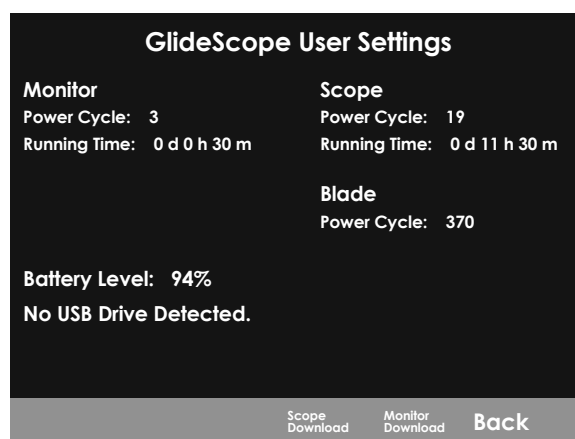 GlideScope User Settings
Monitor
Power Cycle: 3
Running Time: 0 d 0 h 30 m
Scope
Power Cycle: 19
Running Time: 0 d 11 h 30 m
Blade
Power Cycle: 370
Battery Level: 94%
No USB Drive Detected.
Scope
Download
Monitor
Download
Back